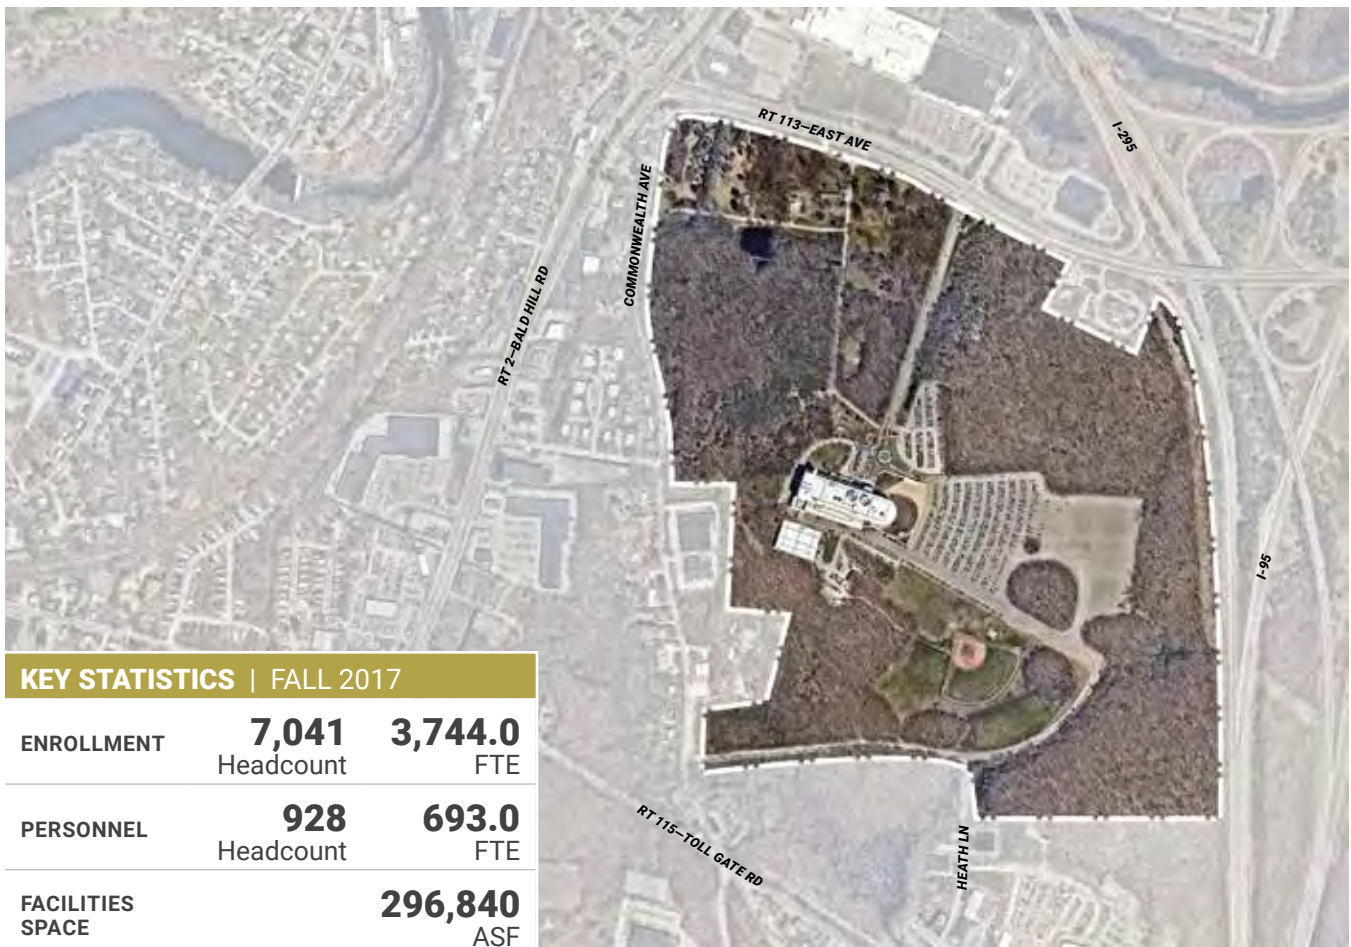 RT 113–EAST AVE
I-295
COMMONWEALTH AVE
RT 2–BALD HILL RD
I-95
KEY STATISTICS | FALL 2017
ENROLLMENT 7,041 3,744.0
Headcount FTE
PERSONNEL 928 693.0
Headcount FTE
FACILITIES
SPACE
296,840
ASF
RT 115–TOLL GATE RD
HEATH LN